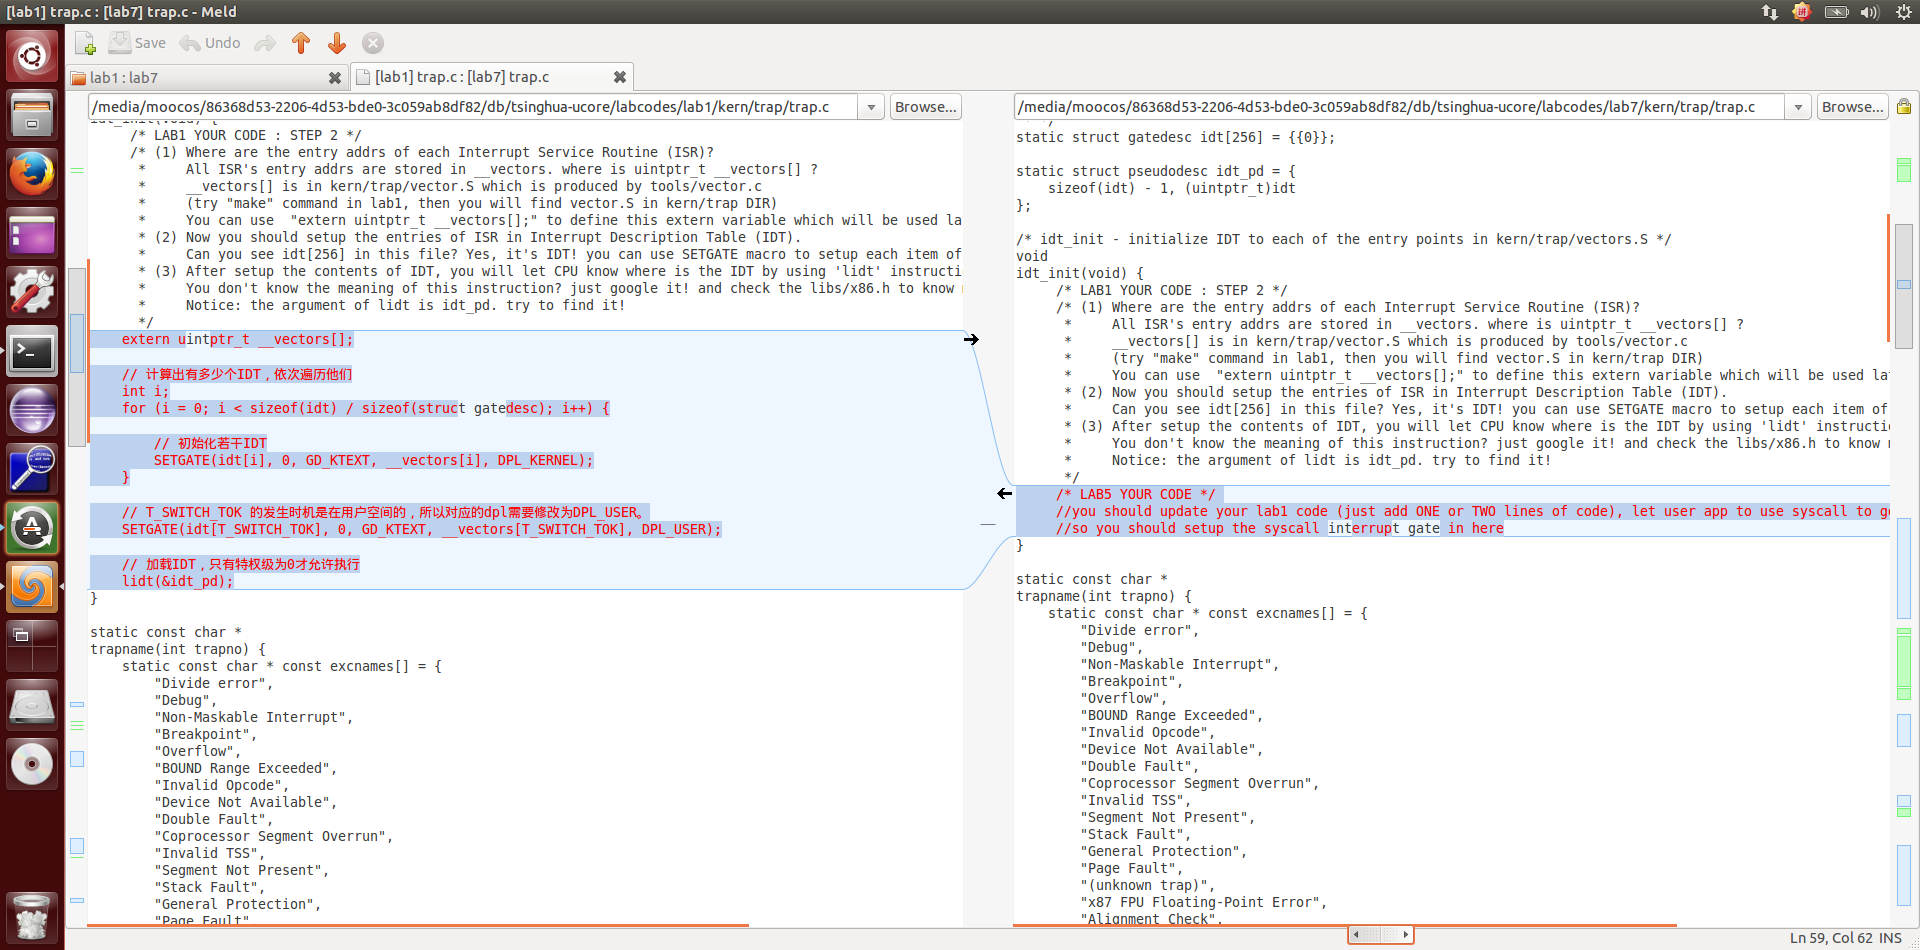 [lab1] trap.c : [lab7] trap.c - Meld
Save
Undo
lab1 : lab7
[lab1] trap.c : [lab7] trap.c
/media/moocos/86368d53-2206-4d53-bde0-3c059ab8df82/db/tsinghua-ucore/labcodes/lab1/kern/trap/trap.c
Browse...
idt_init(void) {
/* LAB1 YOUR CODE : STEP 2 */
/* (1) Where are the entry addrs of each Interrupt Service Routine (ISR)?
*     All ISR's entry addrs are stored in __vectors. where is uintptr_t __vectors[] ?
*     __vectors[] is in kern/trap/vector.S which is produced by tools/vector.c
*     (try "make" command in lab1, then you will find vector.S in kern/trap DIR)
*     You can use  "extern uintptr_t __vectors[];" to define this extern variable which will be used la
* (2) Now you should setup the entries of ISR in Interrupt Description Table (IDT).
*     Can you see idt[256] in this file? Yes, it's IDT! you can use SETGATE macro to setup each item of
* (3) After setup the contents of IDT, you will let CPU know where is the IDT by using 'lidt' instructi
*     You don't know the meaning of this instruction? just google it! and check the libs/x86.h to know
*     Notice: the argument of lidt is idt_pd. try to find it!
*/
extern uintptr_t __vectors[];
// 计算出有多少个IDT，依次遍历他们
int i;
for (i = 0; i < sizeof(idt) / sizeof(struct gatedesc); i++) {
// 初始化若干IDT
SETGATE(idt[i], 0, GD_KTEXT, __vectors[i], DPL_KERNEL);
}
// T_SWITCH_TOK 的发生时机是在用户空间的，所以对应的dpl需要修改为DPL_USER。
SETGATE(idt[T_SWITCH_TOK], 0, GD_KTEXT, __vectors[T_SWITCH_TOK], DPL_USER);
// 加载IDT，只有特权级为0才允许执行
lidt(&idt_pd);
}
static const char *
trapname(int trapno) {
static const char * const excnames[] = {
"Divide error",
"Debug",
"Non-Maskable Interrupt",
"Breakpoint",
"Overflow",
"BOUND Range Exceeded",
"Invalid Opcode",
"Device Not Available",
"Double Fault",
"Coprocessor Segment Overrun",
"Invalid TSS",
"Segment Not Present",
"Stack Fault",
"General Protection",
"Page Fault"
/media/moocos/86368d53-2206-4d53-bde0-3c059ab8df82/db/tsinghua-ucore/labcodes/lab7/kern/trap/trap.c
Browse...
static struct gatedesc idt[256] = {{0}};
static struct pseudodesc idt_pd = {
sizeof(idt) - 1, (uintptr_t)idt
};
/* idt_init - initialize IDT to each of the entry points in kern/trap/vectors.S */
void
idt_init(void) {
/* LAB1 YOUR CODE : STEP 2 */
/* (1) Where are the entry addrs of each Interrupt Service Routine (ISR)?
*     All ISR's entry addrs are stored in __vectors. where is uintptr_t __vectors[] ?
*     __vectors[] is in kern/trap/vector.S which is produced by tools/vector.c
*     (try "make" command in lab1, then you will find vector.S in kern/trap DIR)
*     You can use  "extern uintptr_t __vectors[];" to define this extern variable which will be used la
* (2) Now you should setup the entries of ISR in Interrupt Description Table (IDT).
*     Can you see idt[256] in this file? Yes, it's IDT! you can use SETGATE macro to setup each item of
* (3) After setup the contents of IDT, you will let CPU know where is the IDT by using 'lidt' instructi
*     You don't know the meaning of this instruction? just google it! and check the libs/x86.h to know
*     Notice: the argument of lidt is idt_pd. try to find it!
*/
/* LAB5 YOUR CODE */
//you should update your lab1 code (just add ONE or TWO lines of code), let user app to use syscall to g
//so you should setup the syscall interrupt gate in here
}
static const char *
trapname(int trapno) {
static const char * const excnames[] = {
"Divide error",
"Debug",
"Non-Maskable Interrupt",
"Breakpoint",
"Overflow",
"BOUND Range Exceeded",
"Invalid Opcode",
"Device Not Available",
"Double Fault",
"Coprocessor Segment Overrun",
"Invalid TSS",
"Segment Not Present",
"Stack Fault",
"General Protection",
"Page Fault",
"(unknown trap)",
"x87 FPU Floating-Point Error",
"Alignment Check",
Ln 59, Col 62 INS